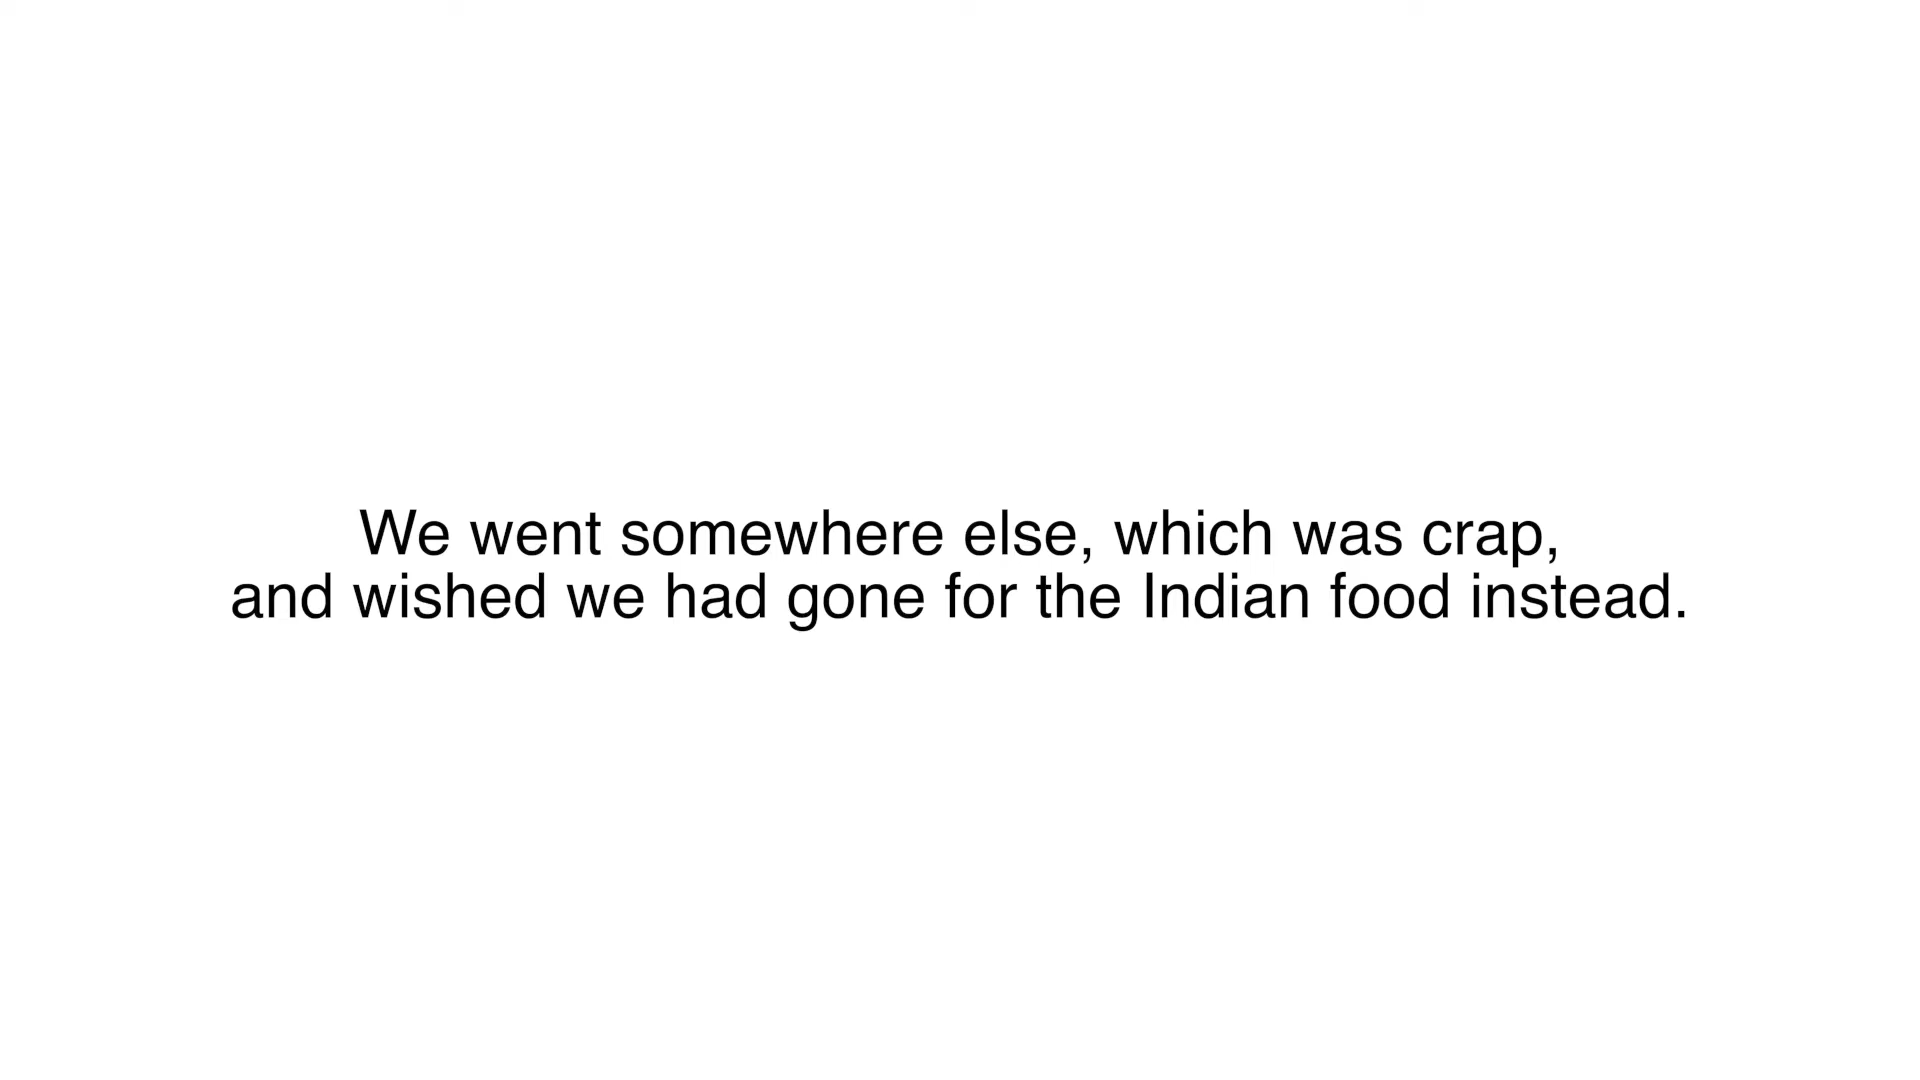 We went somewhere else, which was crap,
and wished we had gone for the Indian food instead.